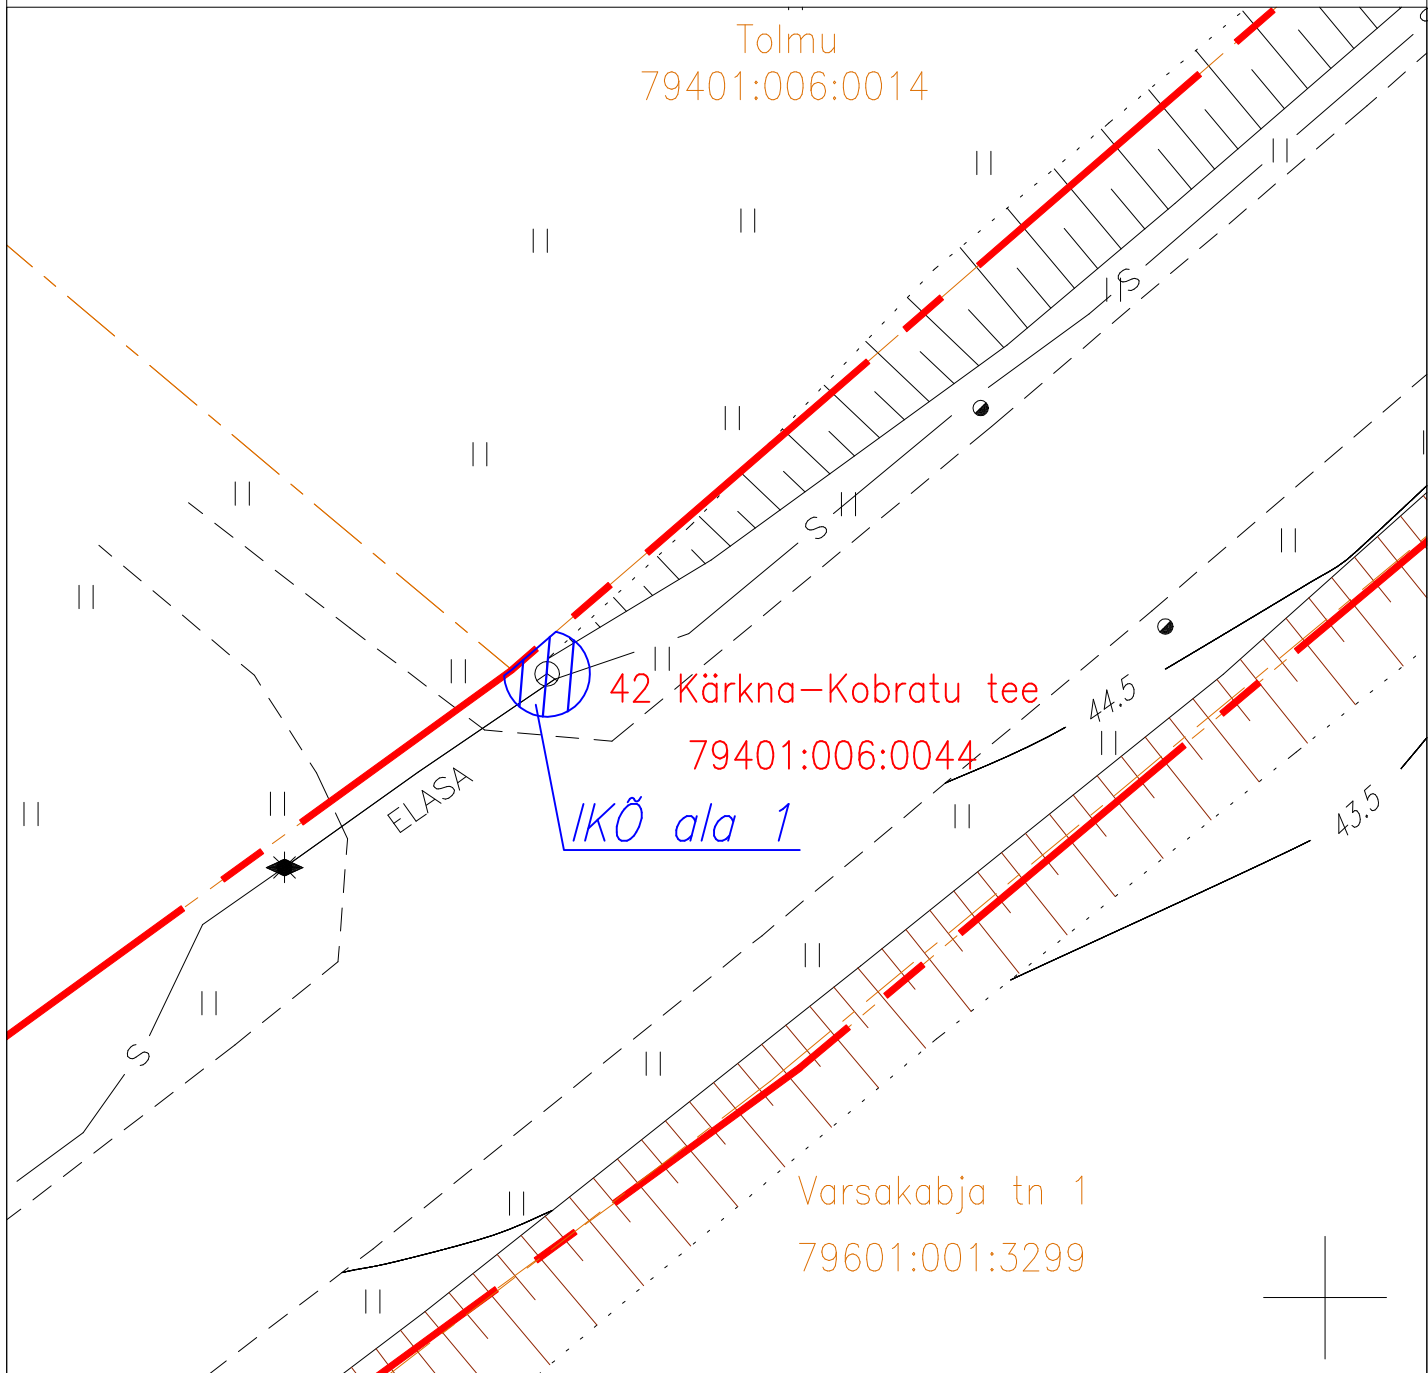 Tolmu
79401:006:0014
S
S
42 Kärkna-Kobratu tee
79401:006:0044
44.5
ELASA
IKÕ ala 1
43.5
S
Varsakabja tn 1
79601:001:3299